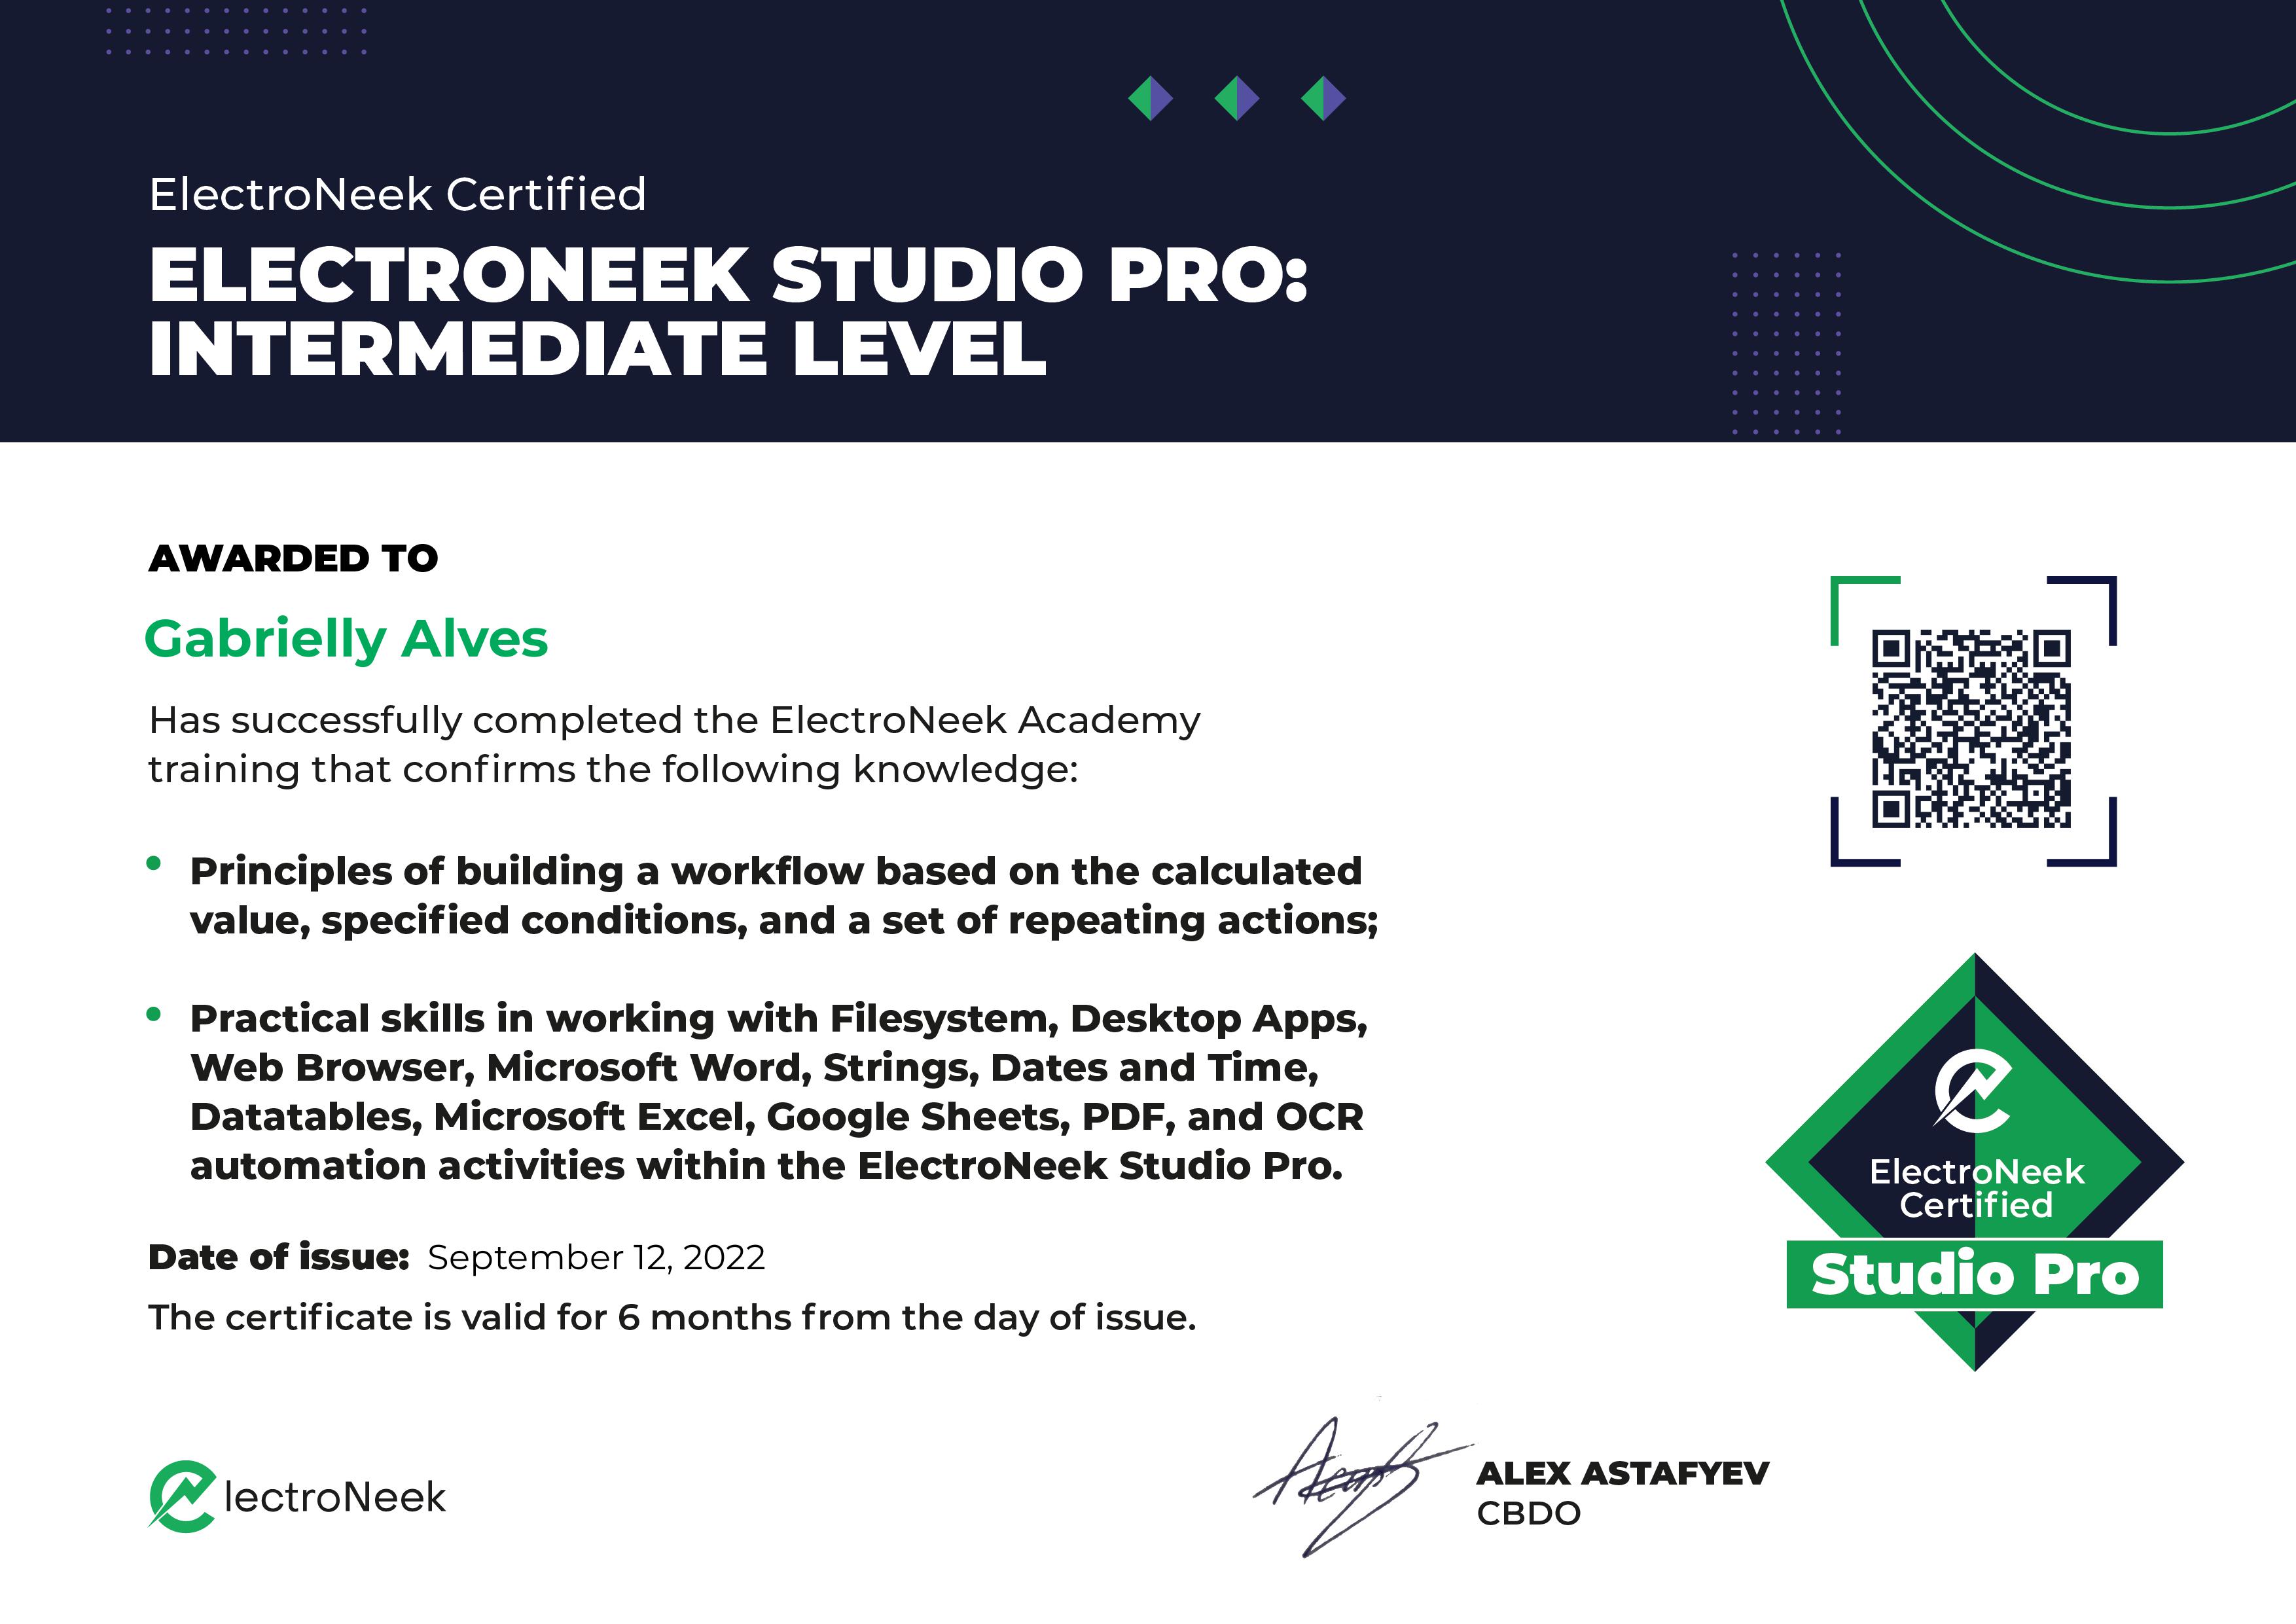 ElectroNeek Certified
ELECTRONEEK STUDIO PRO:
INTERMEDIATE LEVEL
AWARDED TO
Gabrielly Alves
Has successfully completed the ElectroNeek Academy
training that confirms the following knowledge:
Principles of building a workflow based on the calculated
value, specified conditions, and a set of repeating actions;
Practical skills in working with Filesystem, Desktop Apps,
Web Browser, Microsoft Word, Strings, Dates and Time,
Datatables, Microsoft Excel, Google Sheets, PDF, and OCR
automation activities within the ElectroNeek Studio Pro.
Date of issue: September 12, 2022
The certificate is valid for 6 months from the day of issue.
ElectroNeek
Certified
Studio Pro
ElectroNeek
ALEX ASTAFYEV
CBDO